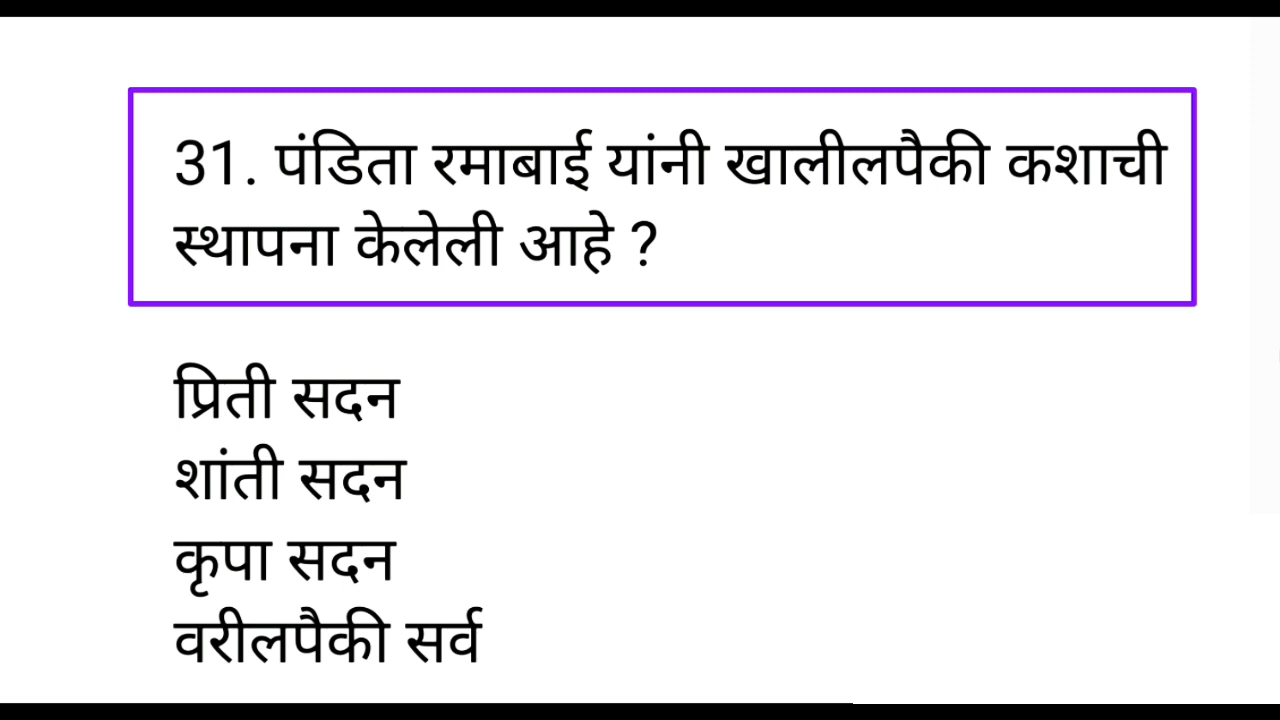 31. पंडिता रमाबाई यांनी खालीलपैकी कशाची
स्थापना केलेली आहे ?
प्रिती सदन
शांती सदन
कृपा सदन
वरीलपैकी सर्व